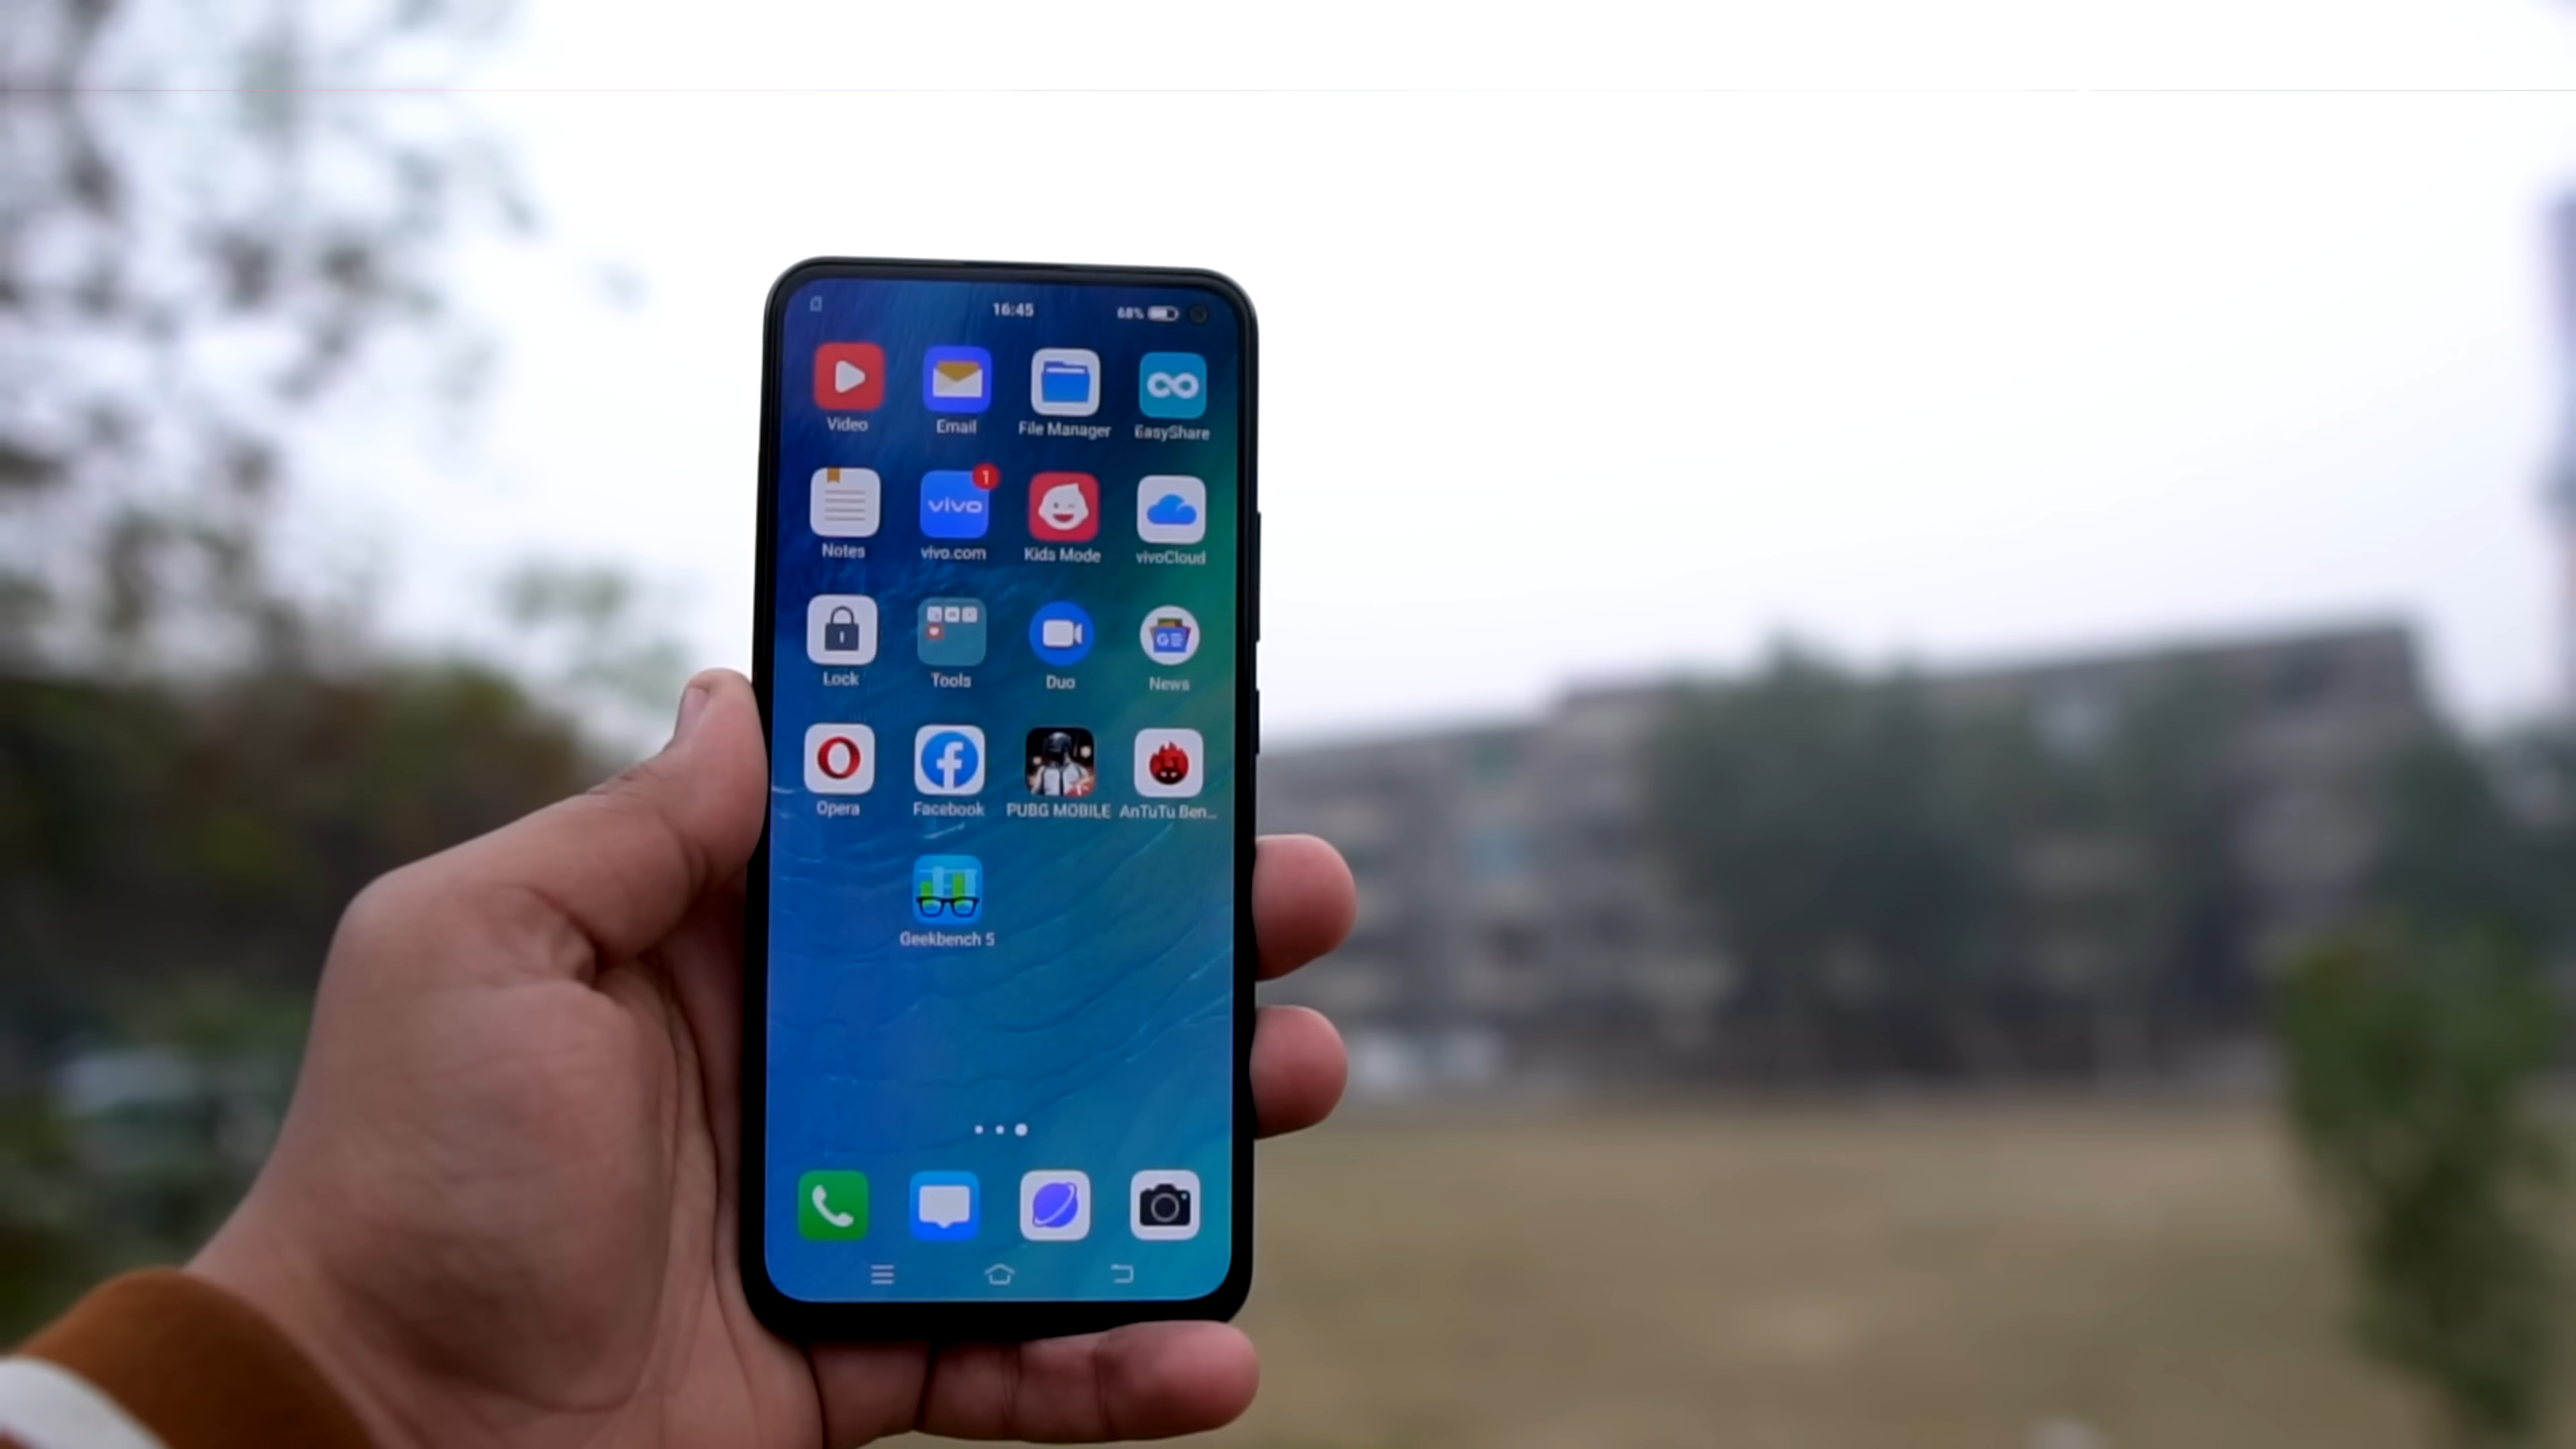 16:45 68%
Video Email File Manager EasyShare
1
vivo
Notes vivo.com Kids Mode vivoCloud
GE
Lock Tools Duo News
Opera Facebook PUBG MOBILE AnTuTu Ben...
Geekbench 5